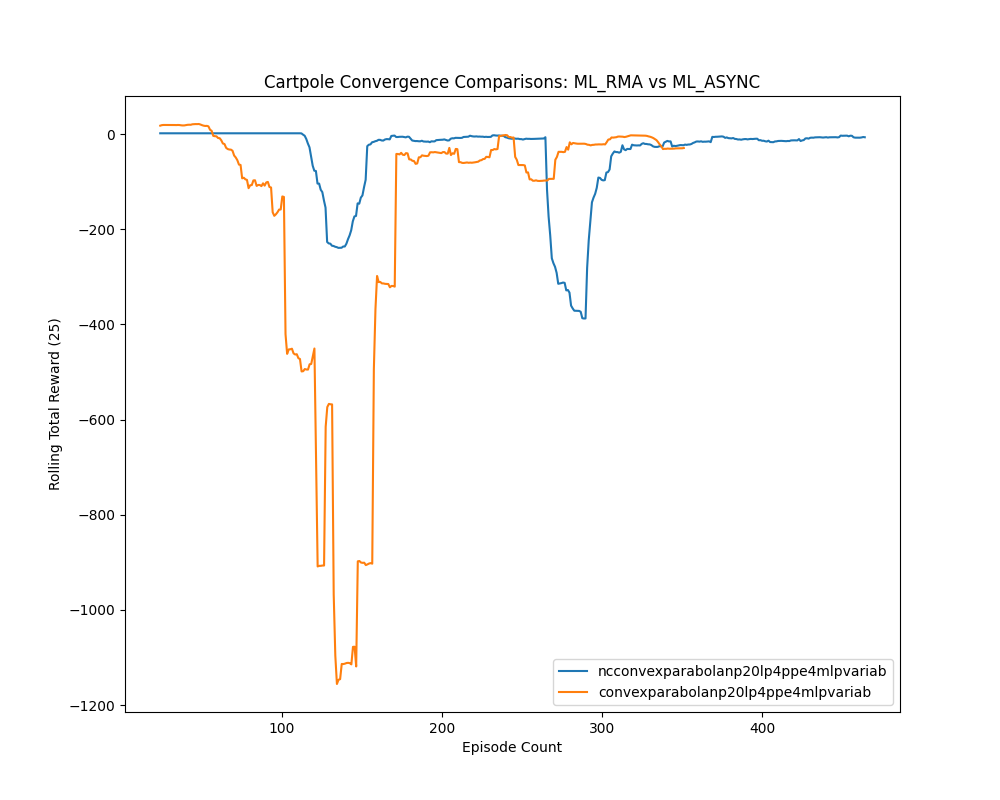 Cartpole Convergence Comparisons: ML_RMA vs ML_ASYNC
0
−200
−400
−600
−800
−1000
−1200
Rolling Total Reward (25)
100
200
300
400
Episode Count
ncconvexparabolanp20lp4ppe4mlpvariab
convexparabolanp20lp4ppe4mlpvariab